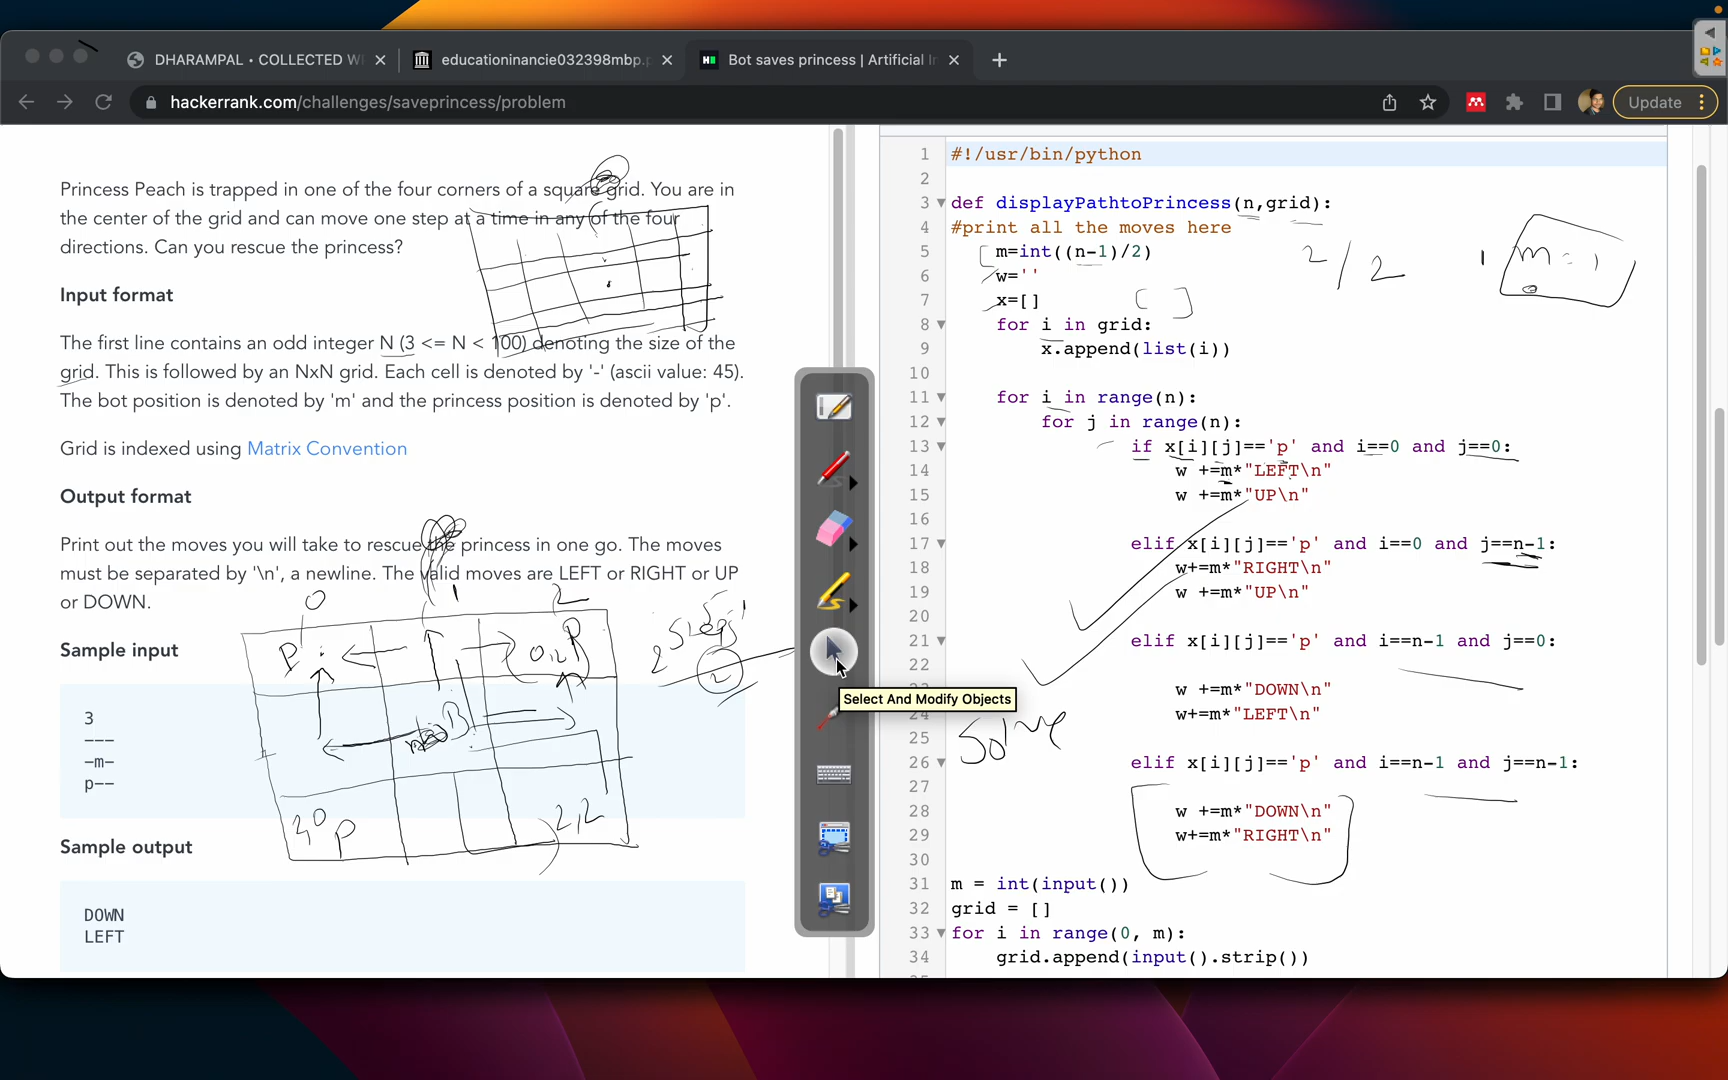 DHARAMPAL • COLLECTED W
educationinancie032398mbp.p
Bot saves princess | Artificial I
hackerrank.com/challenges/saveprincess/problem
Update
Princess Peach is trapped in one of the four corners of a square grid. You are in
the center of the grid and can move one step at a time in any of the four
directions. Can you rescue the princess?
Input format
The first line contains an odd integer N (3 <= N < 100) denoting the size of the
grid. This is followed by an NxN grid. Each cell is denoted by '-' (ascii value: 45).
The bot position is denoted by 'm' and the princess position is denoted by 'p'.
Grid is indexed using Matrix Convention
Output format
Print out the moves you will take to rescue the princess in one go. The moves
must be separated by '\n', a newline. The valid moves are LEFT or RIGHT or UP
or DOWN.
0 1 2
P 0,2 P
B
P 2,2
2 Steps
2
Sample input
3
---
-m-
p--
Sample output
DOWN
LEFT
Select And Modify Objects
1 #!/usr/bin/python
2
3 def displayPathtoPrincess(n,grid):
4 #print all the moves here
5 m=int((n-1)/2)
6 w=''
7 x=[]
8 for i in grid:
9 x.append(list(i))
10
11 for i in range(n):
12 for j in range(n):
13 if x[i][j]=='p' and i==0 and j==0:
14 w +=m*"LEFT\n"
15 w +=m*"UP\n"
16
17 elif x[i][j]=='p' and i==0 and j==n-1:
18 w+=m*"RIGHT\n"
19 w +=m*"UP\n"
20
21 elif x[i][j]=='p' and i==n-1 and j==0:
22
w +=m*"DOWN\n"
24 w+=m*"LEFT\n"
25
26 elif x[i][j]=='p' and i==n-1 and j==n-1:
27
28 w +=m*"DOWN\n"
29 w+=m*"RIGHT\n"
30
31 m = int(input())
32 grid = []
33 for i in range(0, m):
34 grid.append(input().strip())
2/2
1 m = 1
[ ]
Solve